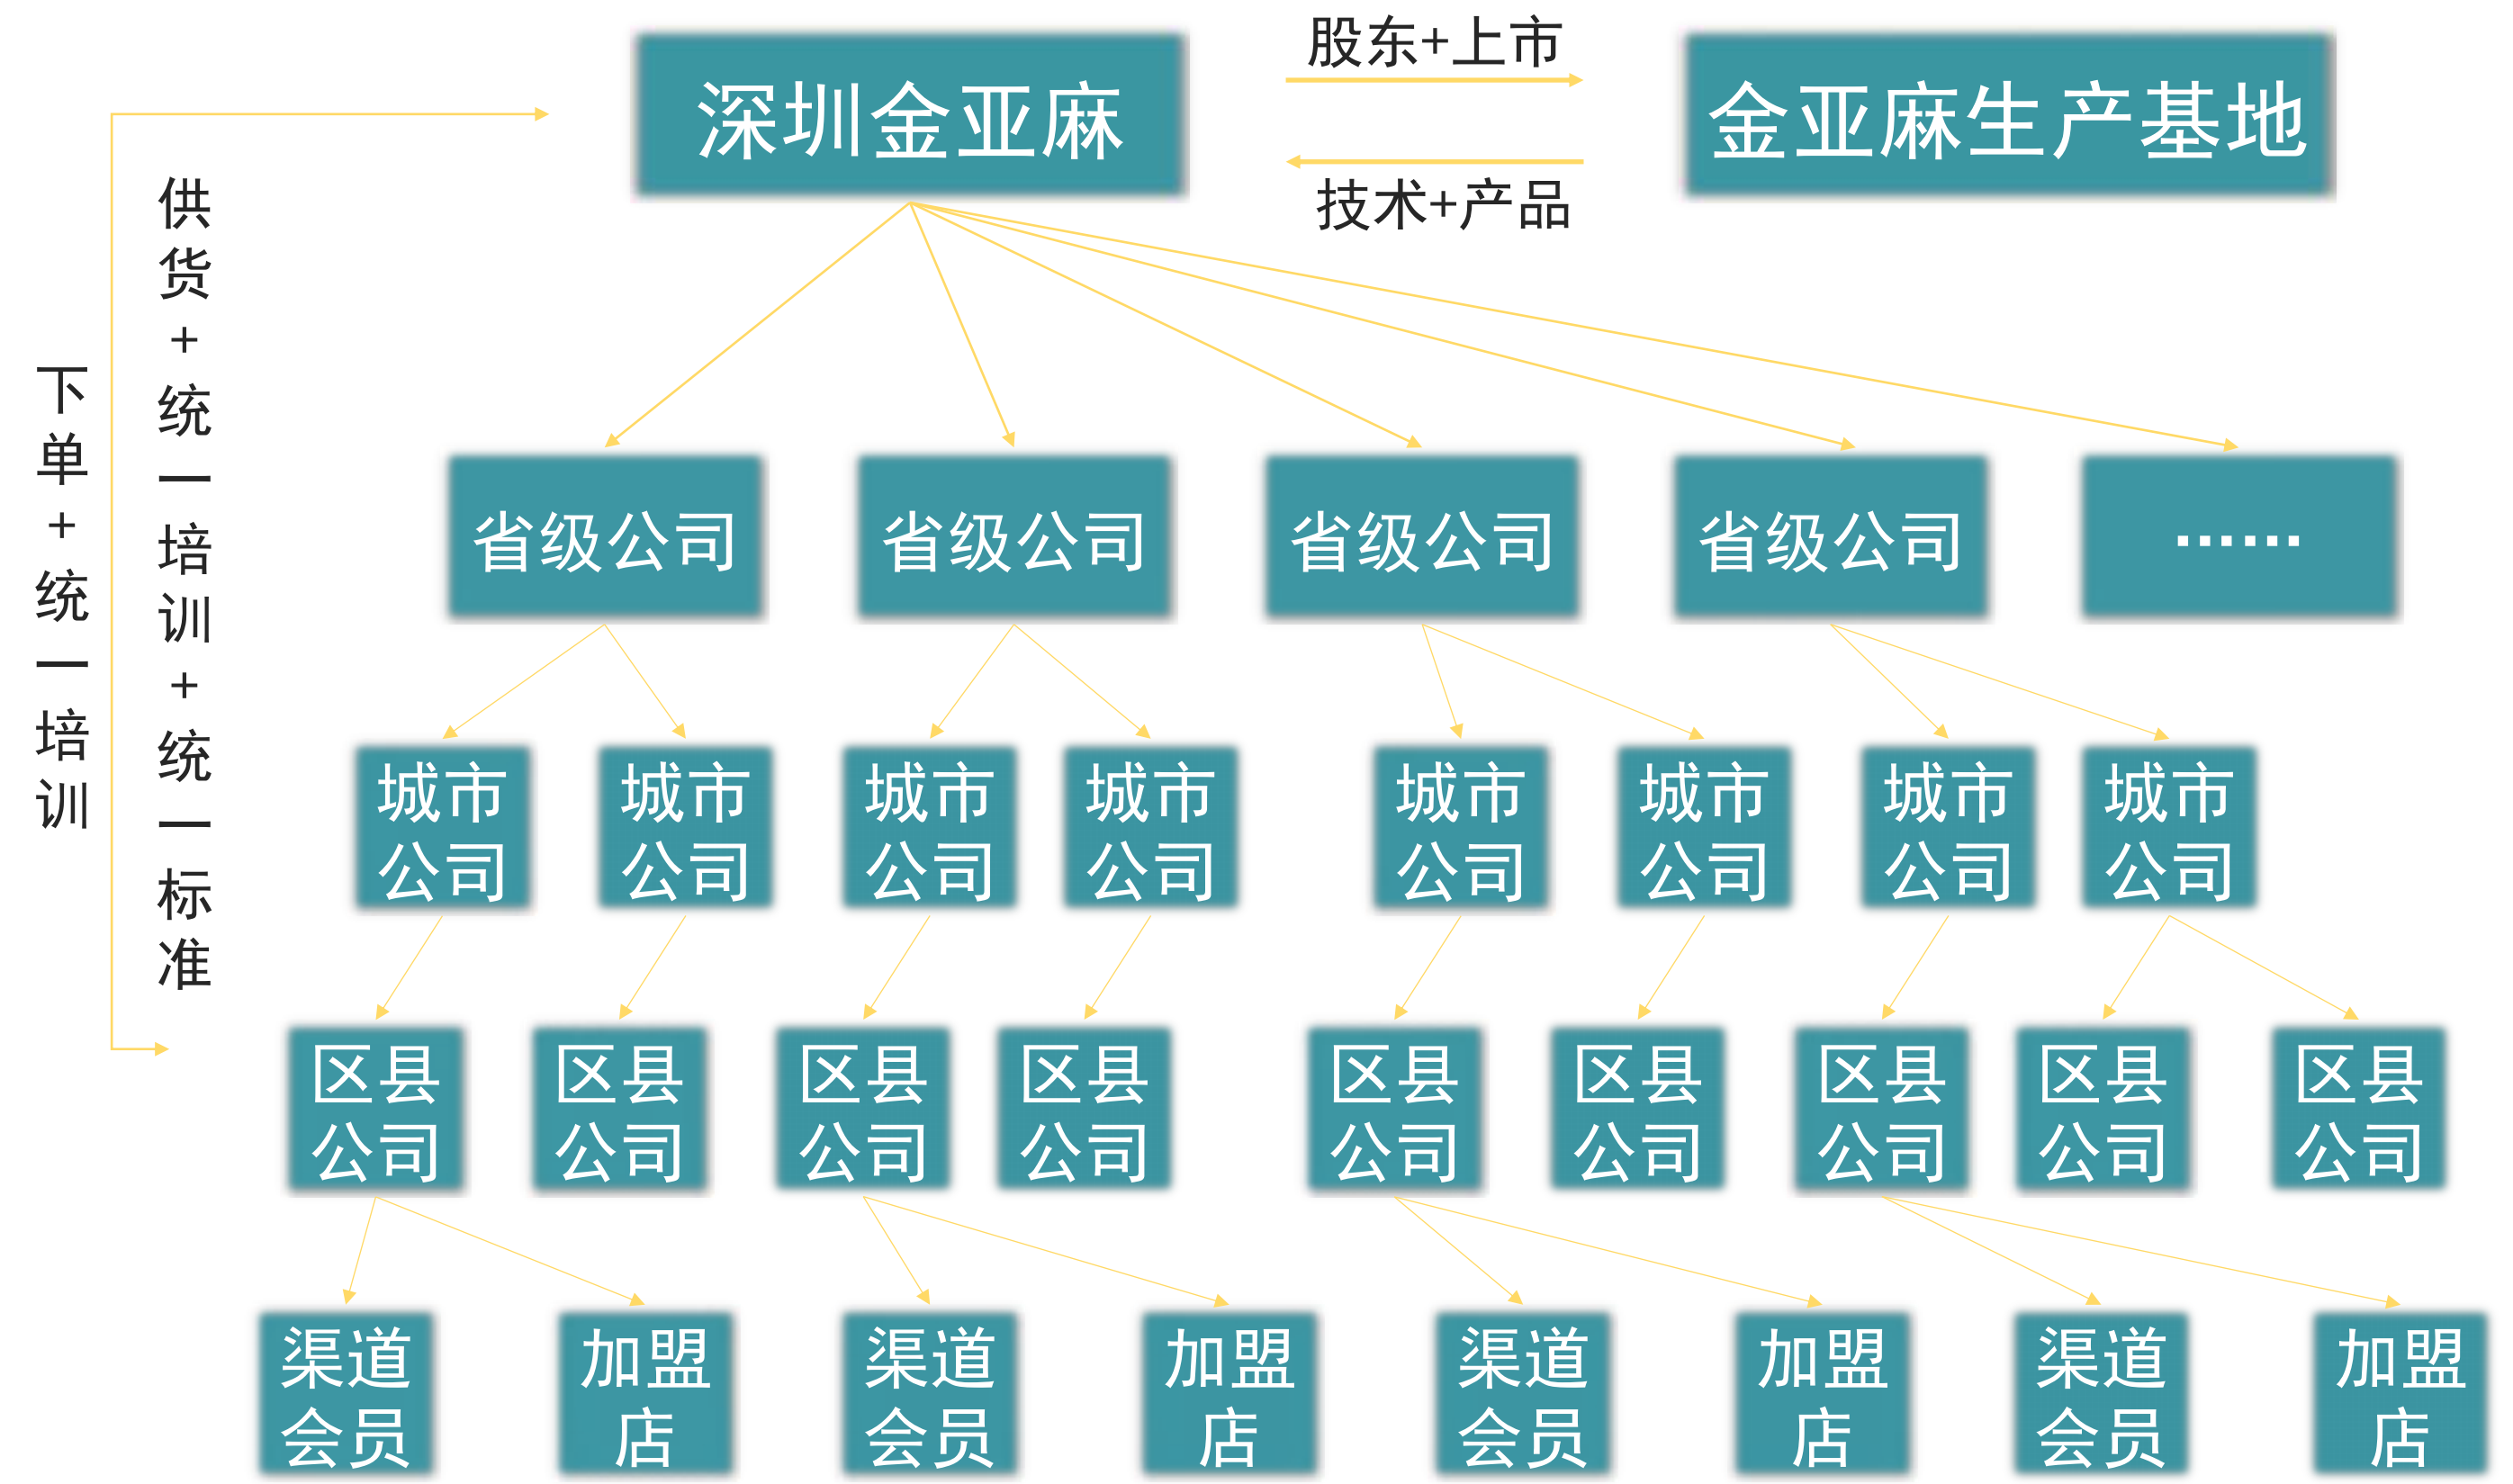 股东+上市
深圳金亚麻
金亚麻生产基地
技术+产品
供货+统一培训+统一标准
下单+统一培训
省级公司
省级公司
省级公司
省级公司
······
城市
公司
城市
公司
城市
公司
城市
公司
城市
公司
城市
公司
城市
公司
城市
公司
区县
公司
区县
公司
区县
公司
区县
公司
区县
公司
区县
公司
区县
公司
区县
公司
区县
公司
渠道
会员
加盟
店
渠道
会员
加盟
店
渠道
会员
加盟
店
渠道
会员
加盟
店